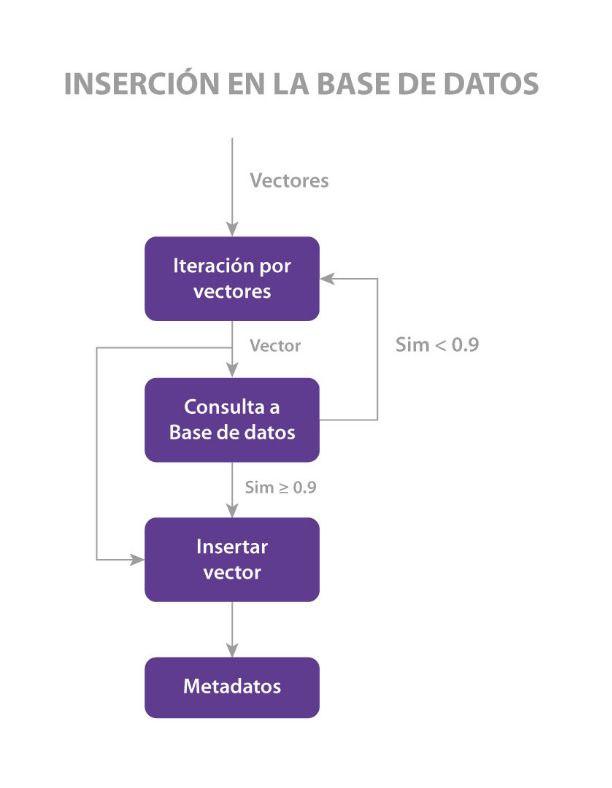 INSERCIÓN EN LA BASE DE DATOS
Vectores
Iteración por
vectores
Vector
Sim < 0.9
Consulta a
Base de datos
Sim ≥ 0.9
Insertar
vector
Metadatos